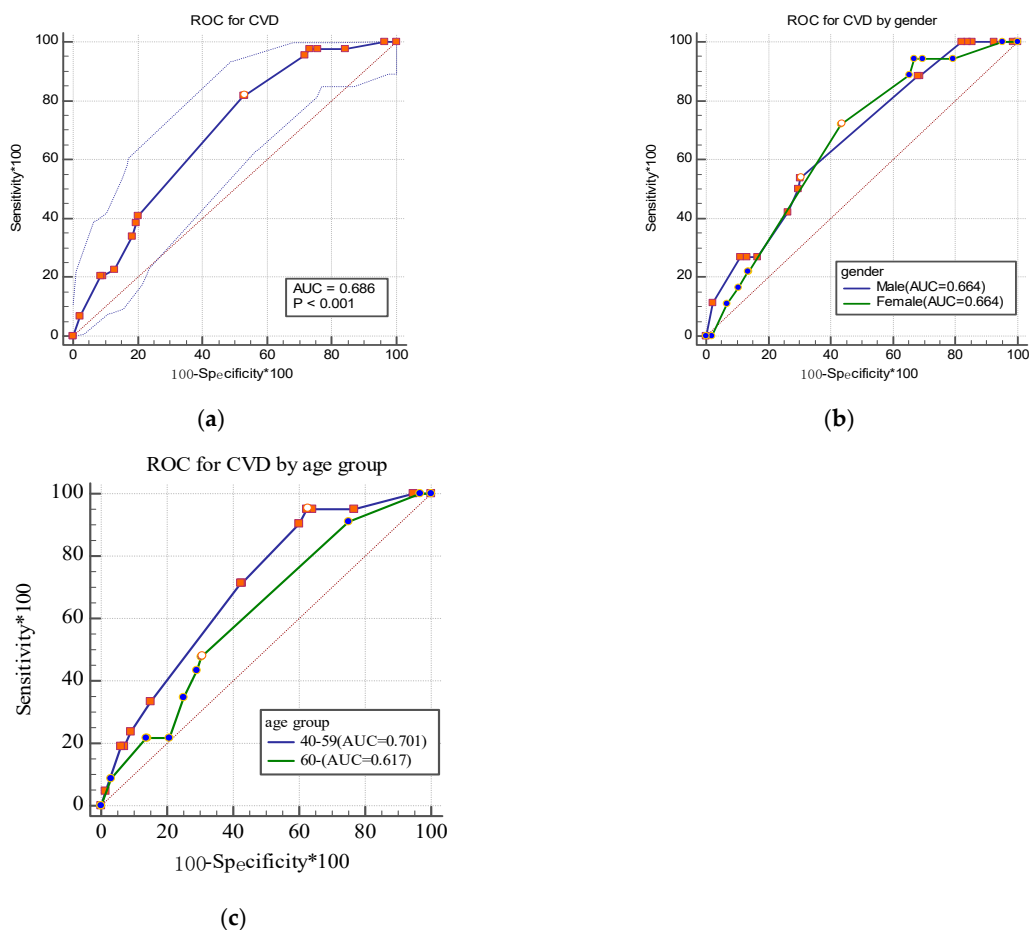 ROC for CVD
100
80
60
40
20
0
Sensitivity*100
AUC = 0.686
P < 0.001
0 20 40 60 80 100
100-Specificity*100
(a)
ROC for CVD by gender
100
80
60
40
20
0
Sensitivity*100
gender
Male(AUC=0.664)
Female(AUC=0.664)
0 20 40 60 80 100
100-Specificity*100
(b)
ROC for CVD by age group
100
80
60
40
20
0
Sensitivity*100
age group
40-59(AUC=0.701)
60-(AUC=0.617)
0 20 40 60 80 100
100-Specificity*100
(c)